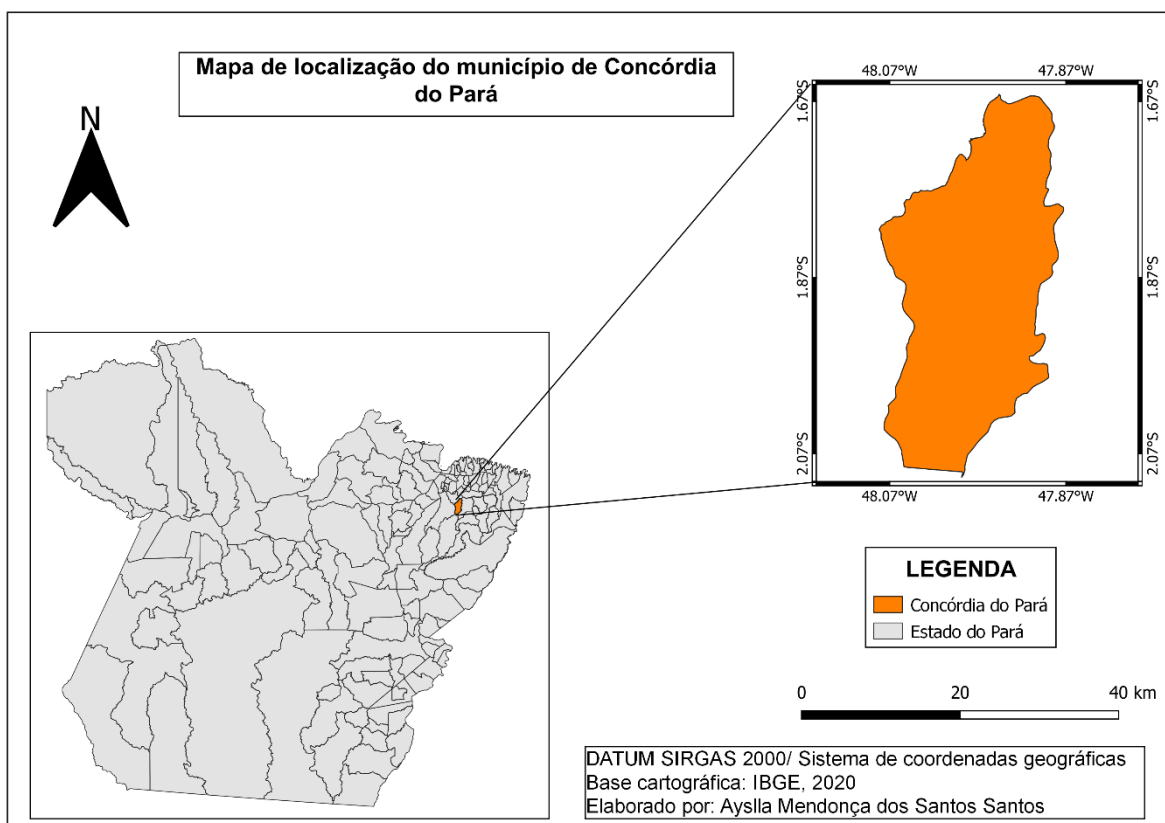 Mapa de localização do município de Concórdia
do Pará
N
48.07°W
47.87°W
1.67°S
1.67°S
1.87°S
1.87°S
2.07°S
2.07°S
48.07°W
47.87°W
LEGENDA
Concórdia do Pará
Estado do Pará
0
20
40 km
DATUM SIRGAS 2000/ Sistema de coordenadas geográficas
Base cartográfica: IBGE, 2020
Elaborado por: Ayslla Mendonça dos Santos Santos